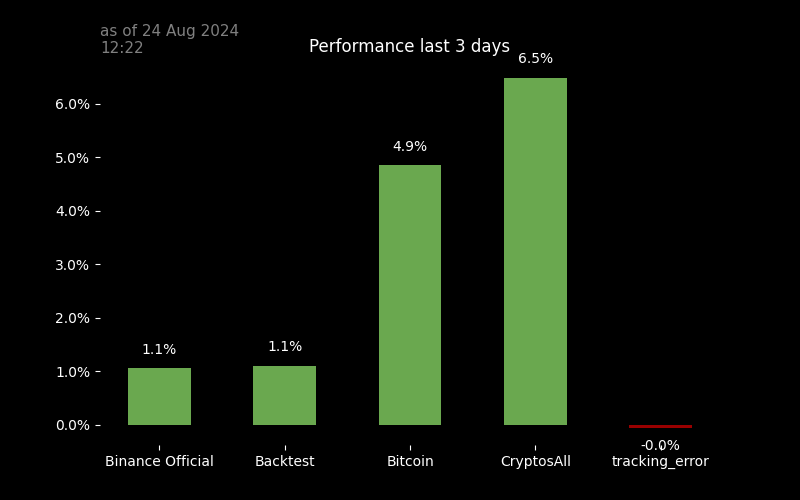 as of 24 Aug 2024
12:22
Performance last 3 days
6.5%
6.0%
5.0%
4.9%
4.0%
3.0%
2.0%
1.1%
1.1%
1.0%
0.0%
-0.0%
Binance Official
Backtest
Bitcoin
CryptosAll
tracking_error